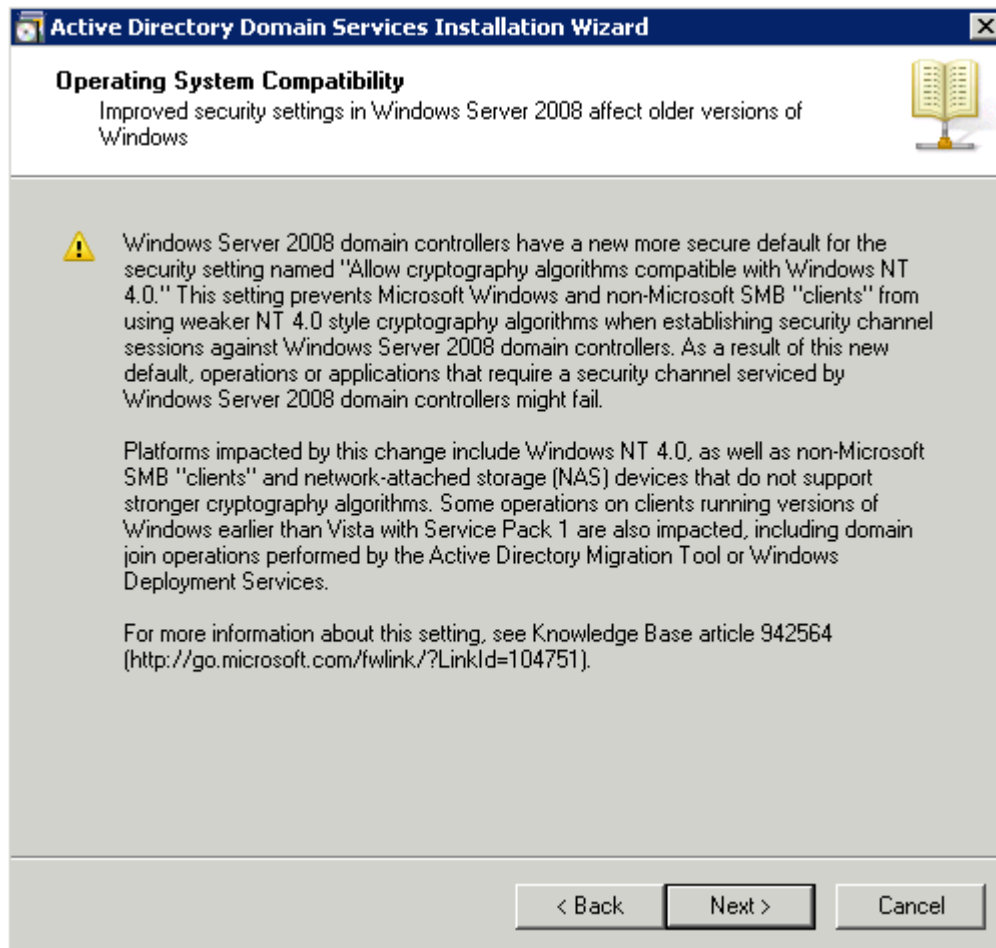 Active Directory Domain Services Installation Wizard
Operating System Compatibility
Improved security settings in Windows Server 2008 affect older versions of
Windows
Windows Server 2008 domain controllers have a new more secure default for the
security setting named "Allow cryptography algorithms compatible with Windows NT
4.0." This setting prevents Microsoft Windows and non-Microsoft SMB "clients" from
using weaker NT 4.0 style cryptography algorithms when establishing security channel
sessions against Windows Server 2008 domain controllers. As a result of this new
default, operations or applications that require a security channel serviced by
Windows Server 2008 domain controllers might fail.
Platforms impacted by this change include Windows NT 4.0, as well as non-Microsoft
SMB "clients" and network-attached storage (NAS) devices that do not support
stronger cryptography algorithms. Some operations on clients running versions of
Windows earlier than Vista with Service Pack 1 are also impacted, including domain
join operations performed by the Active Directory Migration Tool or Windows
Deployment Services.
For more information about this setting, see Knowledge Base article 942564
(http://go.microsoft.com/fwlink/?LinkId=104751).
< Back
Next >
Cancel